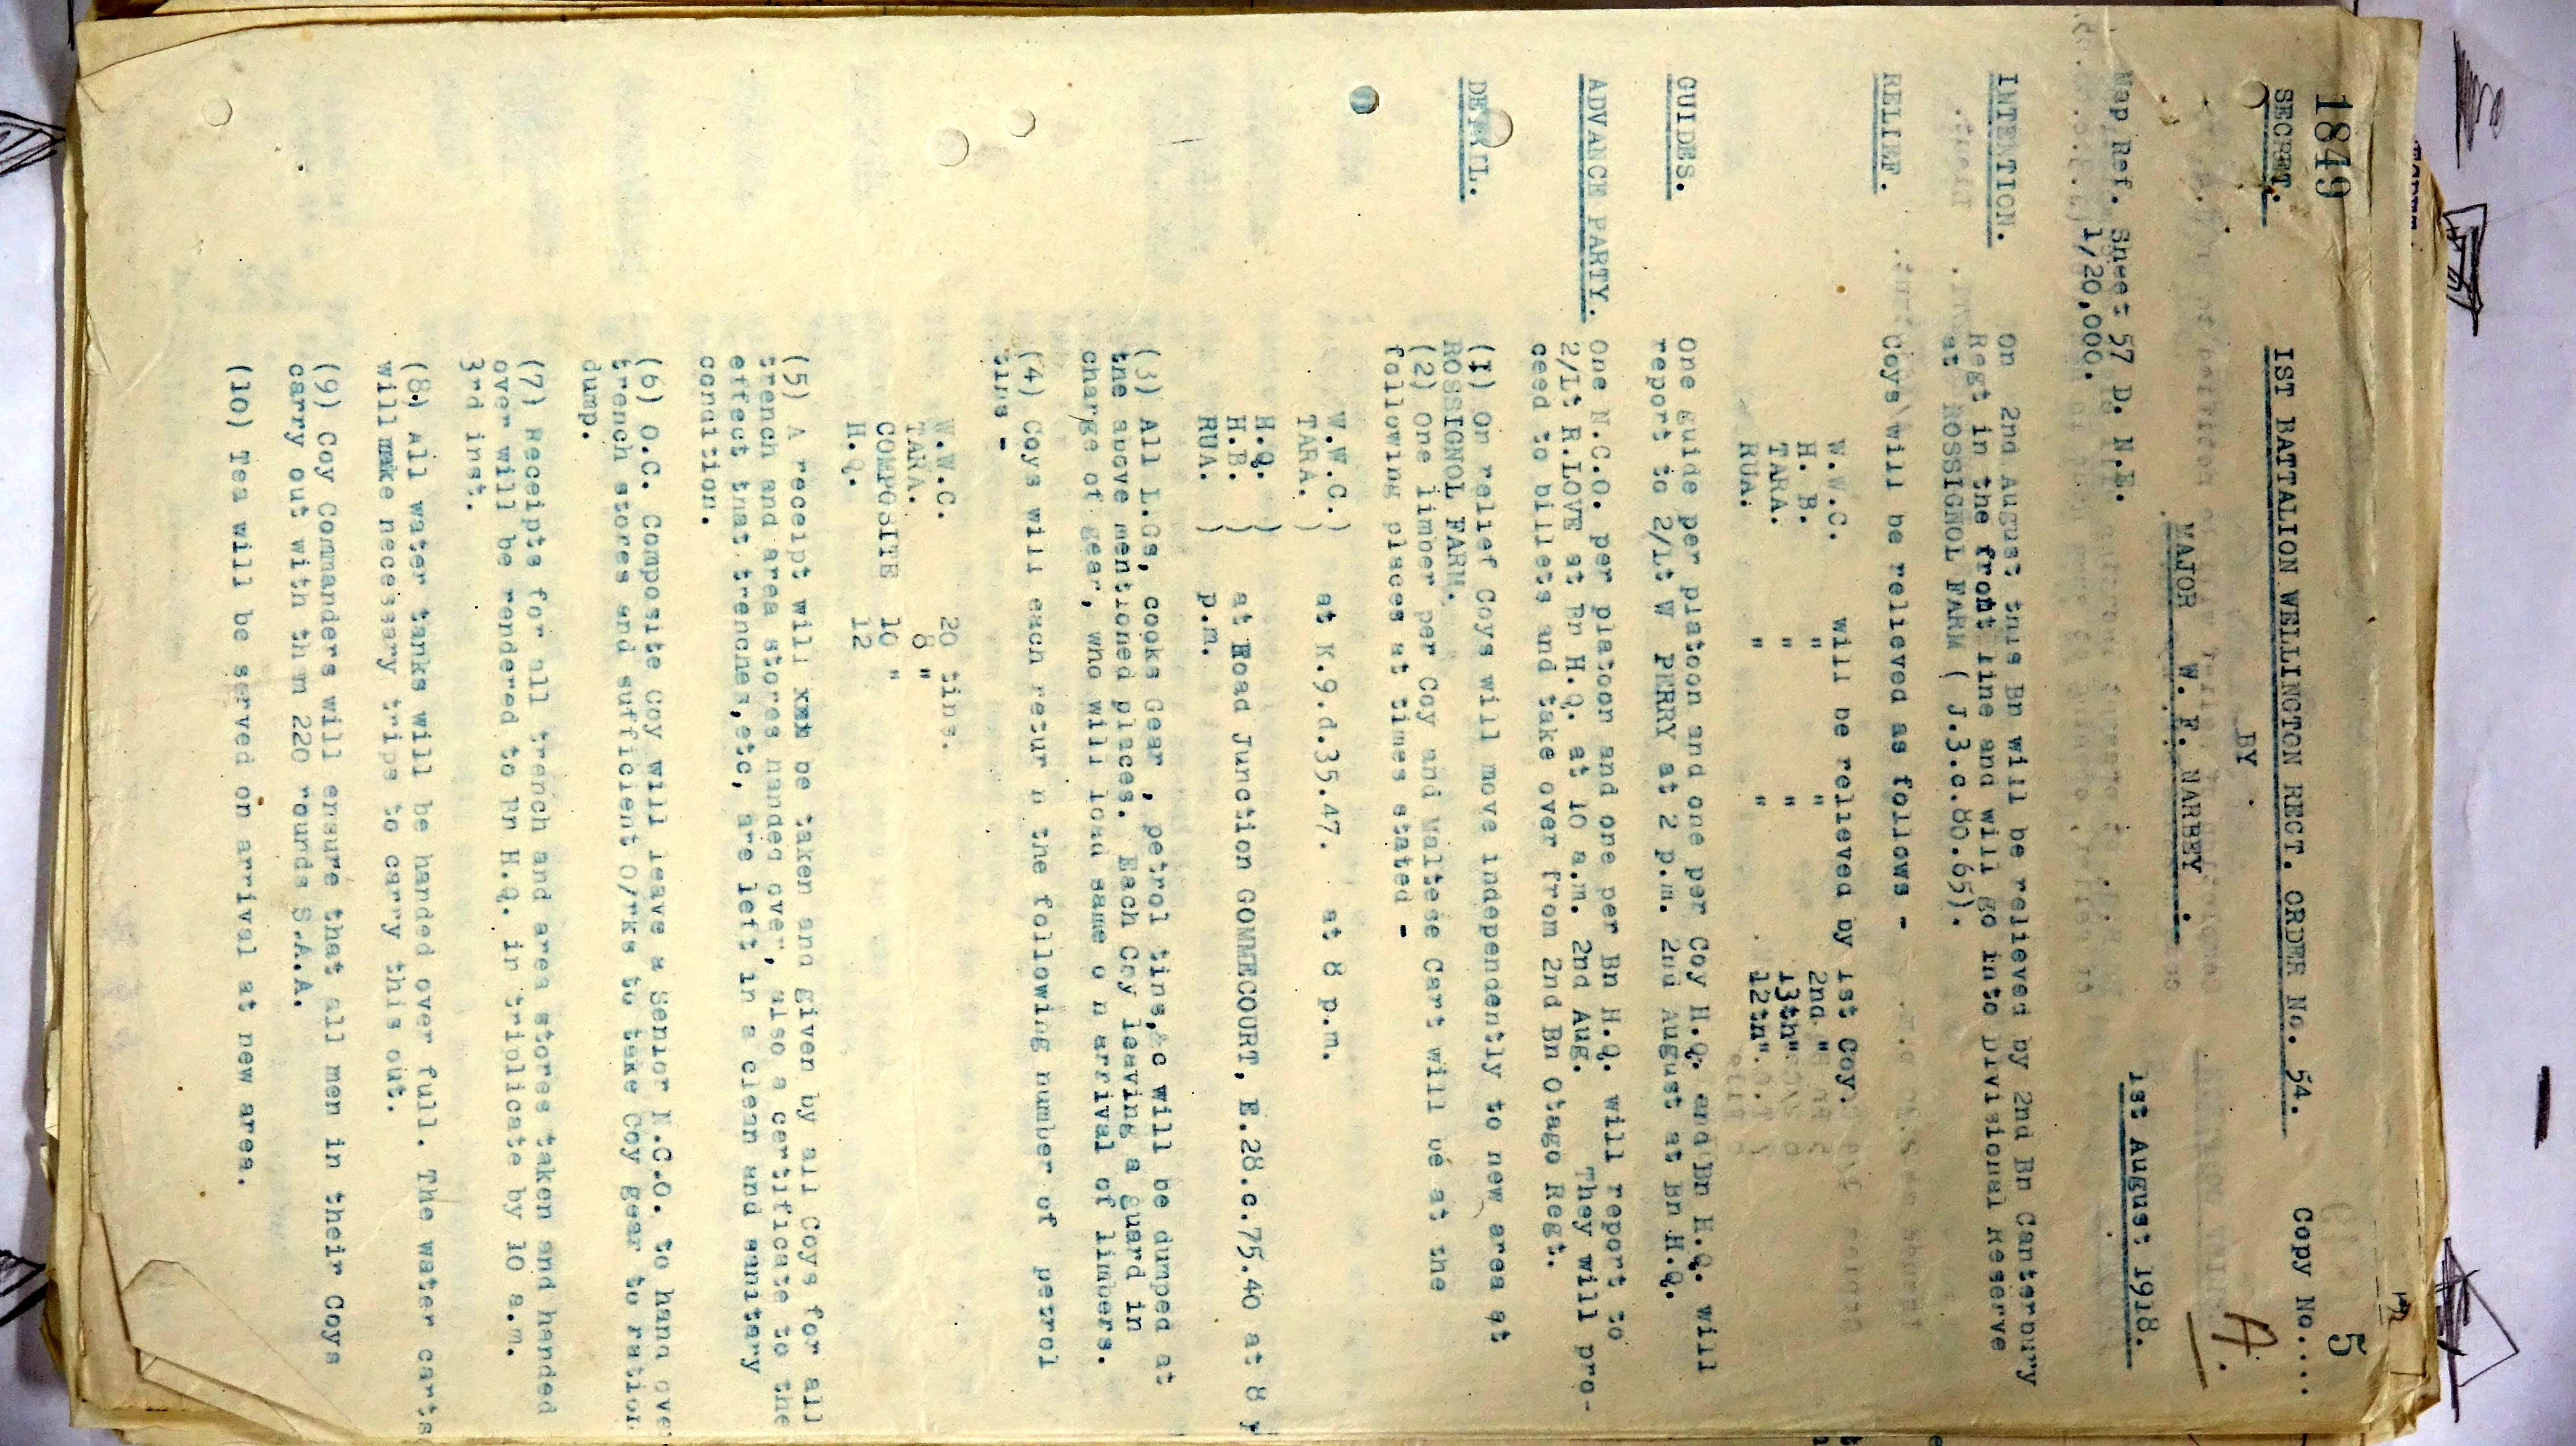 1849
SECRET. 1ST BATTALION WELLINGTON REGT. ORDER No. 54. Copy No.... 5
BY
MAJOR W. F. NARBEY .
A.
1st August 1918.
Map Ref. Sheet 57 D. N.E.
1/20,000.
INTENTION. On 2nd August this Bn will be relieved by 2nd Bn Canterbury
Regt in the front line and will go into Divisional Reserve
at ROSSIGNOL FARM ( J.3.c.80.65).
RELIEF. Coys will be relieved as follows -
W.W.C. will be relieved by 1st Coy.
H. B. " " 2nd "
TARA. " " 13th"
RUA. " " 12th".
GUIDES. One guide per platoon and one per Coy H.Q. and Bn H.Q. will
report to 2/Lt W PERRY at 2 p.m. 2nd August at Bn H.Q.
ADVANCE PARTY. One N.C.O. per platoon and one per Bn H.Q. will report to
2/Lt R.LOVE at Bn H.Q. at 10 a.m. 2nd Aug. They will pro-
ceed to billets and take over from 2nd Bn Otago Regt.
DETAIL. (1) On relief Coys will move independently to new area at
ROSSIGNOL FARM.
(2) One limber per Coy and Maltese Cart will be at the
following places at times stated -
W.W.C.)
TARA. ) at K.9.d.35.47. at 8 p.m.
H.Q. )
H.B. ) at Road Junction GOMMECOURT, E.28.c.75.40 at 8
RUA. ) p.m.
(3) All L.Gs, cooks Gear , petrol tins,&c will be dumped at
the above mentioned places. Each Coy leaving a guard in
charge of gear, who will load same o n arrival of limbers.
(4) Coys will each retur n the following number of petrol
tins -
W.W.C. 20 tins.
TARA. 8 "
COMPOSITE 10 "
H.Q. 12
(5) A receipt will be taken and given by all Coys for all
trench and area stores handed over, also a certificate to the
effect that trenches,etc, are left in a clean and sanitary
condition.
(6) O.C. Composite Coy will leave a Senior N.C.O. to hand over
trench stores and sufficient O/rks to take Coy gear to ration
dump.
(7) Receipts for all trench and area stores taken and handed
over will be rendered to Bn H.Q. in triplicate by 10 a.m.
3rd inst.
(8) All water tanks will be handed over full. The water carts
will make necessary trips to carry this out.
(9) Coy Commanders will ensure that all men in their Coys
carry out with th m 220 rounds S.A.A.
(10) Tea will be served on arrival at new area.